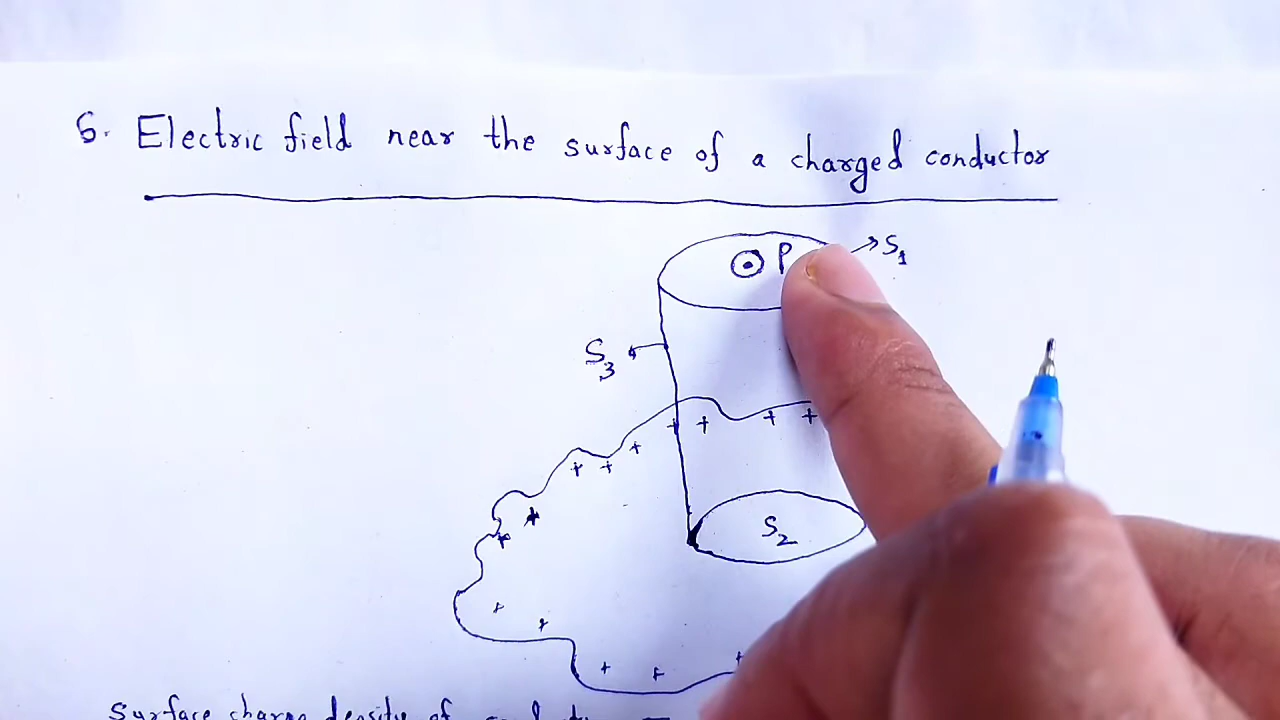 6. Electric field near the surface of a charged conductor
P
S1
S3
S2
Surface charge density of